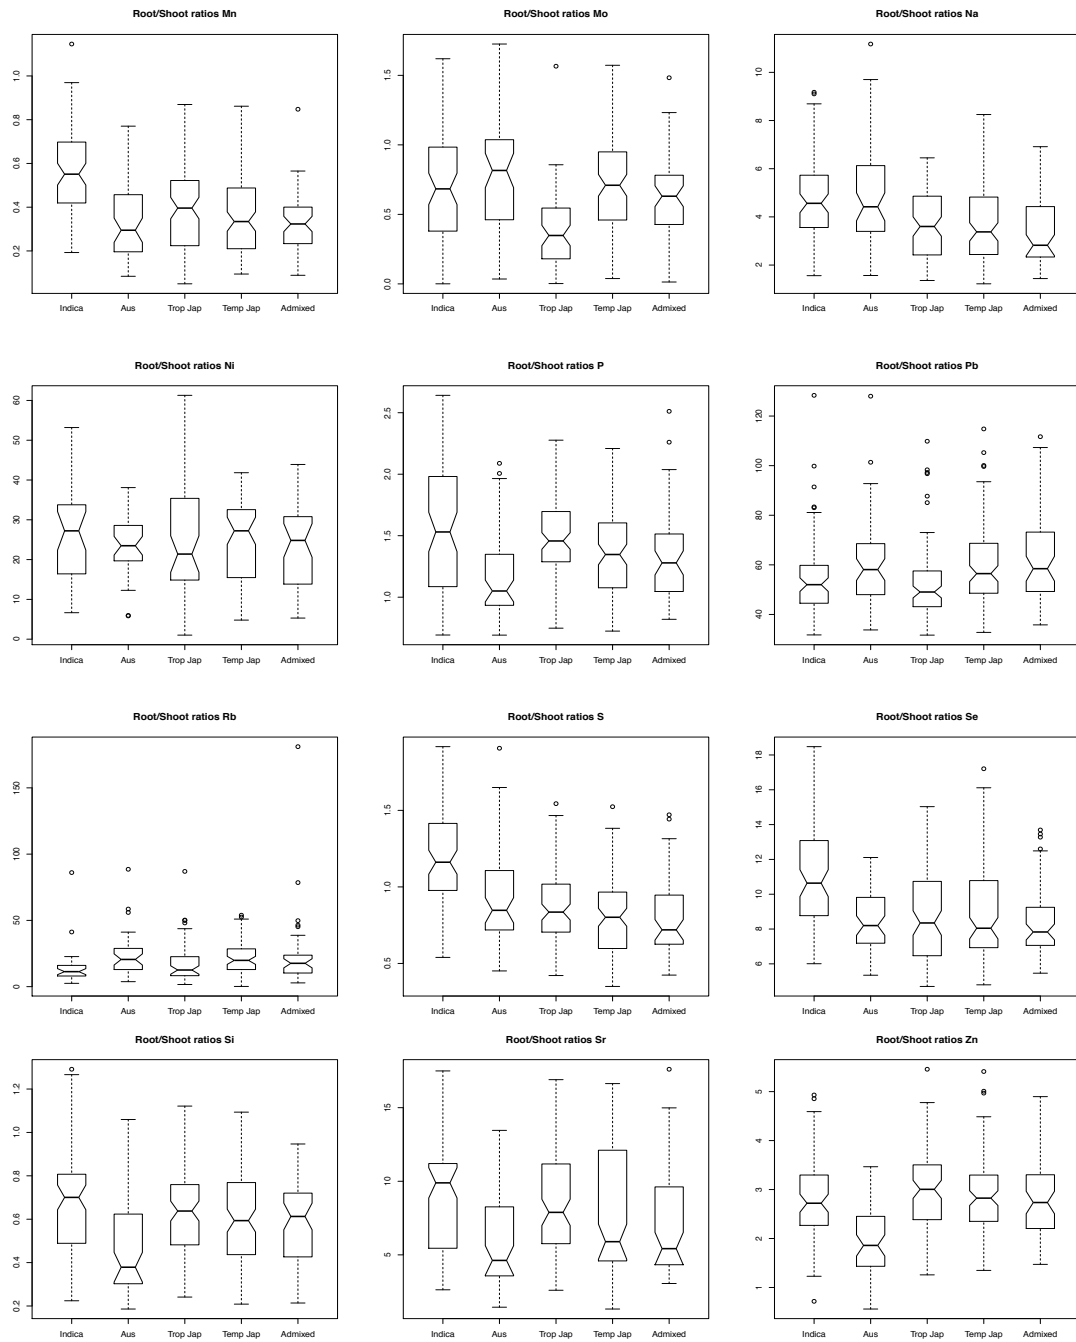 Root/Shoot ratios Mn
0.2 0.4 0.6 0.8 1.0
Indica Aus Trop Jap Temp Jap Admixed
Root/Shoot ratios Mo
0.0 0.5 1.0 1.5
Indica Aus Trop Jap Temp Jap Admixed
Root/Shoot ratios Na
2 4 6 8 10
Indica Aus Trop Jap Temp Jap Admixed
Root/Shoot ratios Ni
0 10 20 30 40 50 60
Indica Aus Trop Jap Temp Jap Admixed
Root/Shoot ratios P
1.0 1.5 2.0 2.5
Indica Aus Trop Jap Temp Jap Admixed
Root/Shoot ratios Pb
40 60 80 100 120
Indica Aus Trop Jap Temp Jap Admixed
Root/Shoot ratios Rb
0 50 100 150
Indica Aus Trop Jap Temp Jap Admixed
Root/Shoot ratios S
0.5 1.0 1.5
Indica Aus Trop Jap Temp Jap Admixed
Root/Shoot ratios Se
6 8 10 12 14 16 18
Indica Aus Trop Jap Temp Jap Admixed
Root/Shoot ratios Si
0.2 0.4 0.6 0.8 1.0 1.2
Indica Aus Trop Jap Temp Jap Admixed
Root/Shoot ratios Sr
5 10 15
Indica Aus Trop Jap Temp Jap Admixed
Root/Shoot ratios Zn
1 2 3 4 5
Indica Aus Trop Jap Temp Jap Admixed